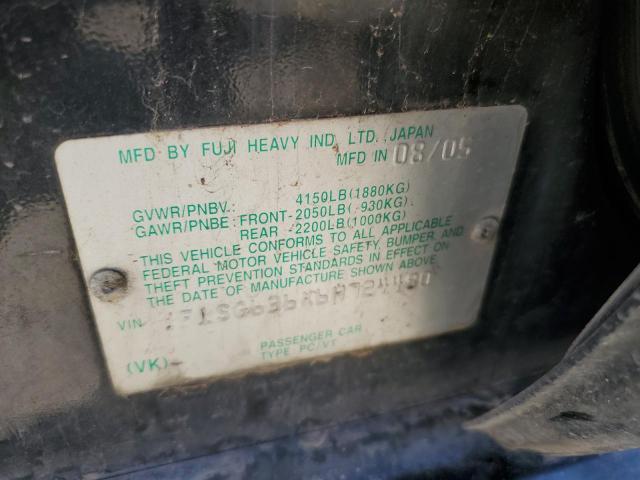 MFD BY FUJI HEAVY IND. LTD., JAPAN
MFD IN 08/05
GVWR/PNBV: 4150LB(1880KG)
GAWR/PNBE: FRONT-2050LB( 930KG)
REAR -2200LB(1000KG)
THIS VEHICLE CONFORMS TO ALL APPLICABLE
FEDERAL MOTOR VEHICLE SAFETY, BUMPER, AND
THEFT PREVENTION STANDARDS IN EFFECT ON
THE DATE OF MANUFACTURE SHOWN ABOVE.
VIN
PASSENGER CAR
(VK) TYPE PC/VT